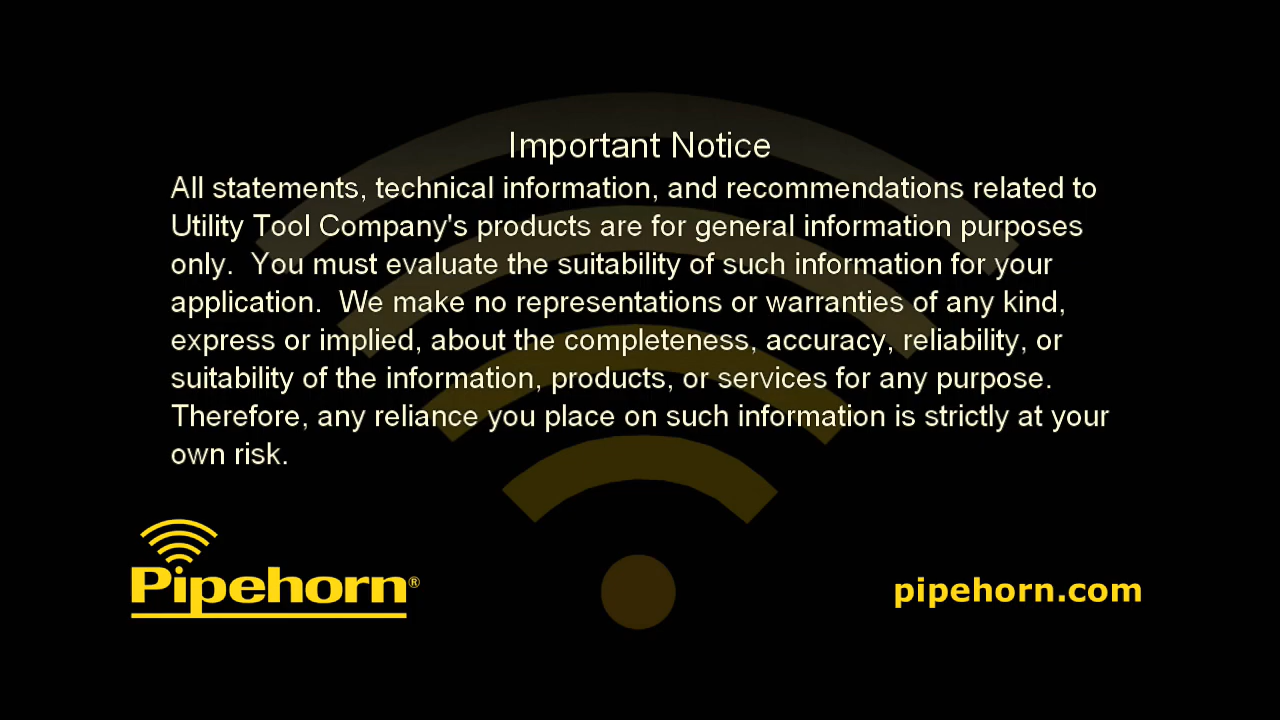 Important Notice
All statements, technical information, and recommendations related to
Utility Tool Company's products are for general information purposes
only.  You must evaluate the suitability of such information for your
application.  We make no representations or warranties of any kind,
express or implied, about the completeness, accuracy, reliability, or
suitability of the information, products, or services for any purpose.
Therefore, any reliance you place on such information is strictly at your
own risk.
Pipehorn®
pipehorn.com